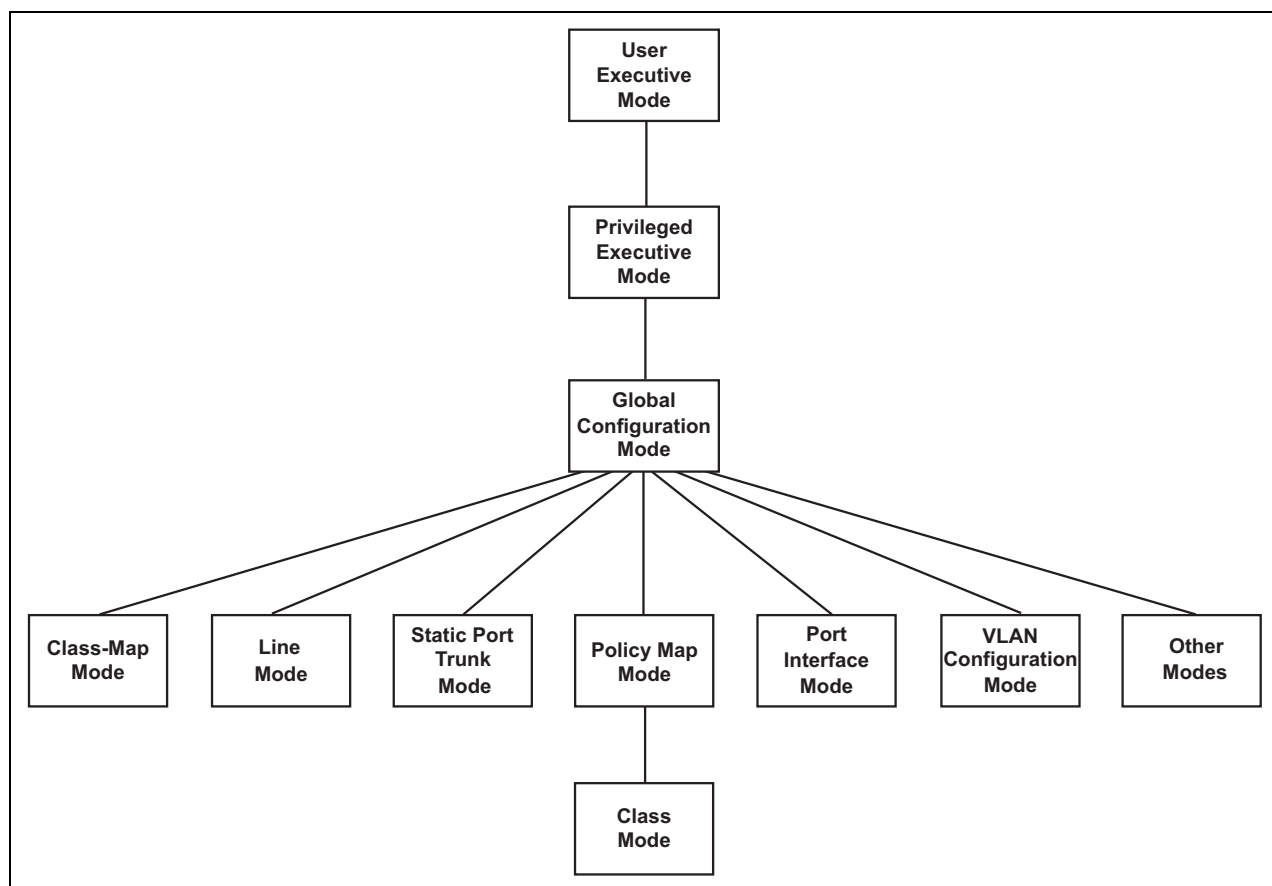 User
Executive
Mode
Privileged
Executive
Mode
Global
Configuration
Mode
Class-Map
Mode
Line
Mode
Static Port
Trunk
Mode
Policy Map
Mode
Port
Interface
Mode
VLAN
Configuration
Mode
Other
Modes
Class
Mode